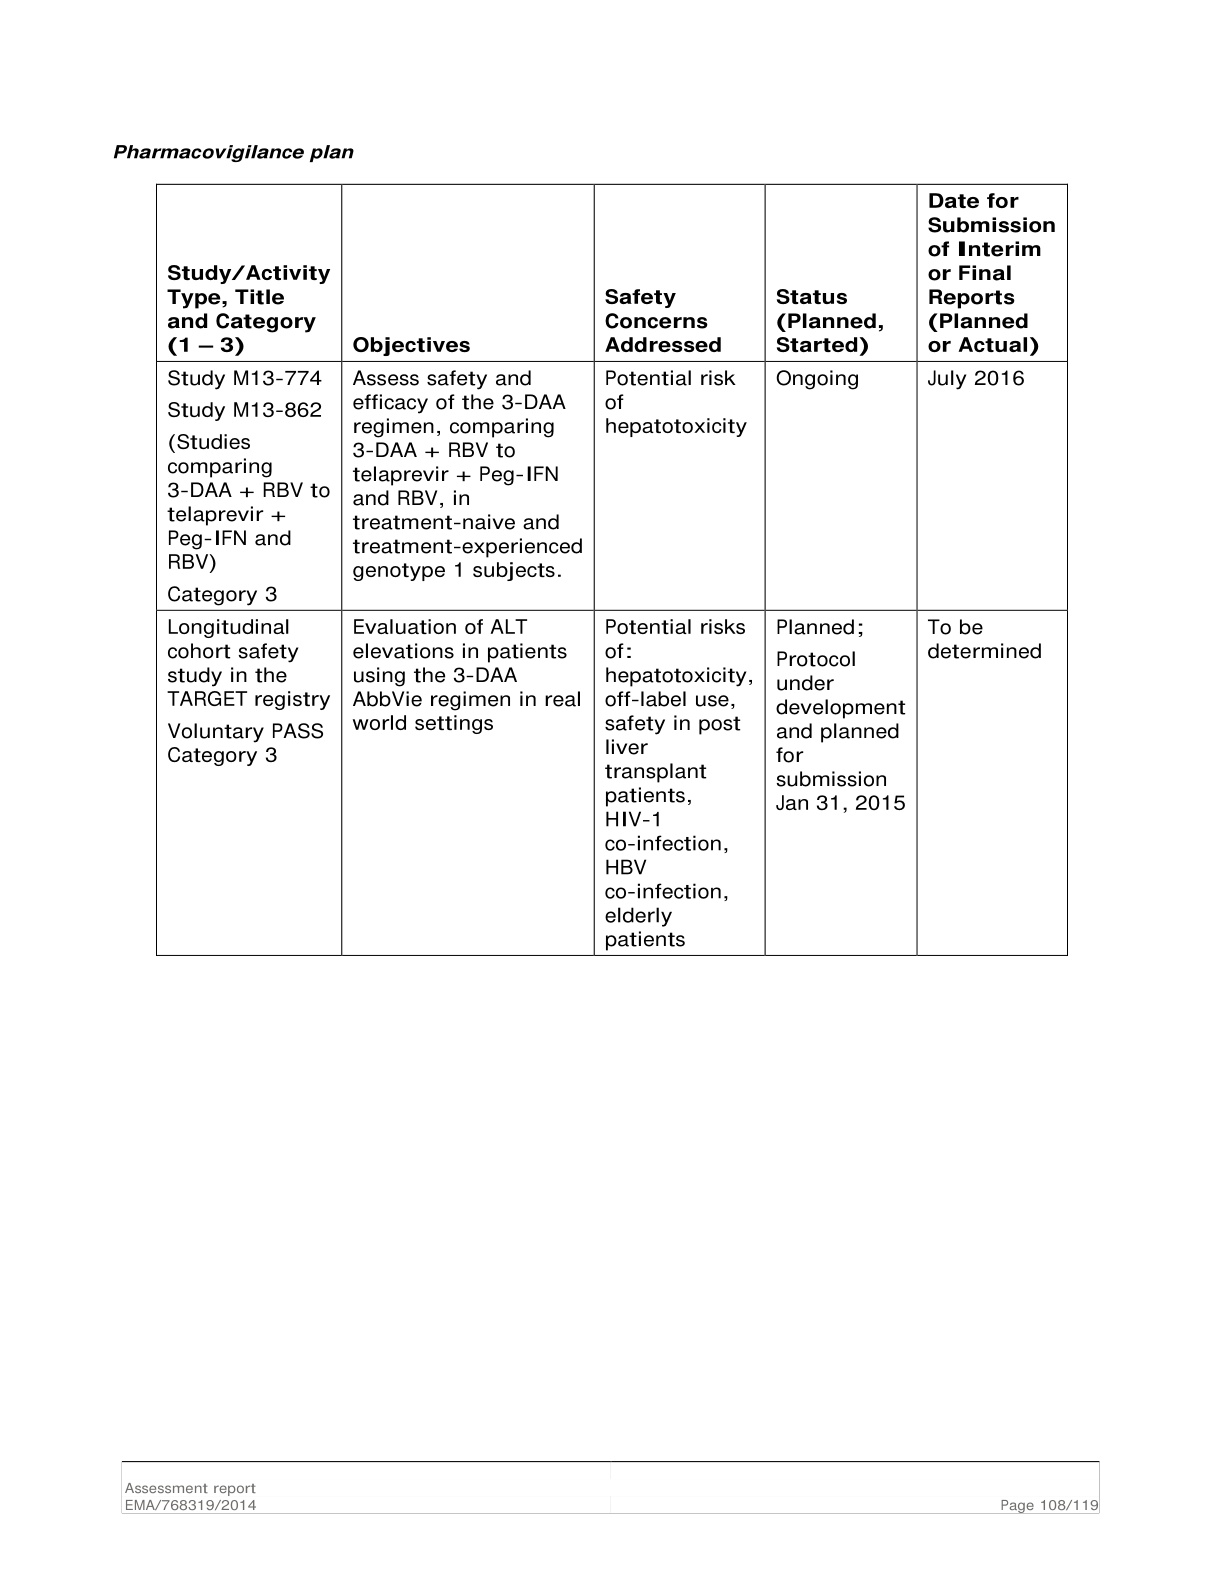 Pharmacovigilance plan
Study/Activity
Type, Title
and Category
(1 – 3)
Objectives
Safety
Concerns
Addressed
Status
(Planned,
Started)
Date for
Submission
of Interim
or Final
Reports
(Planned
or Actual)
Study M13-774
Study M13-862
(Studies
comparing
3-DAA + RBV to
telaprevir +
Peg-IFN and
RBV)
Category 3
Assess safety and
efficacy of the 3-DAA
regimen, comparing
3-DAA + RBV to
telaprevir + Peg-IFN
and RBV, in
treatment-naive and
treatment-experienced
genotype 1 subjects.
Potential risk
of
hepatotoxicity
Ongoing
July 2016
Longitudinal
cohort safety
study in the
TARGET registry
Voluntary PASS
Category 3
Evaluation of ALT
elevations in patients
using the 3-DAA
AbbVie regimen in real
world settings
Potential risks
of:
hepatotoxicity,
off-label use,
safety in post
liver
transplant
patients,
HIV-1
co-infection,
HBV
co-infection,
elderly
patients
Planned;
Protocol
under
development
and planned
for
submission
Jan 31, 2015
To be
determined
Assessment report
EMA/768319/2014
Page 108/119